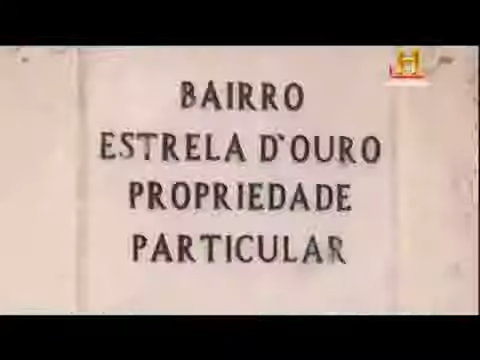 BAIRRO
ESTRELA D`OURO
PROPRIEDADE
PARTICULAR
H